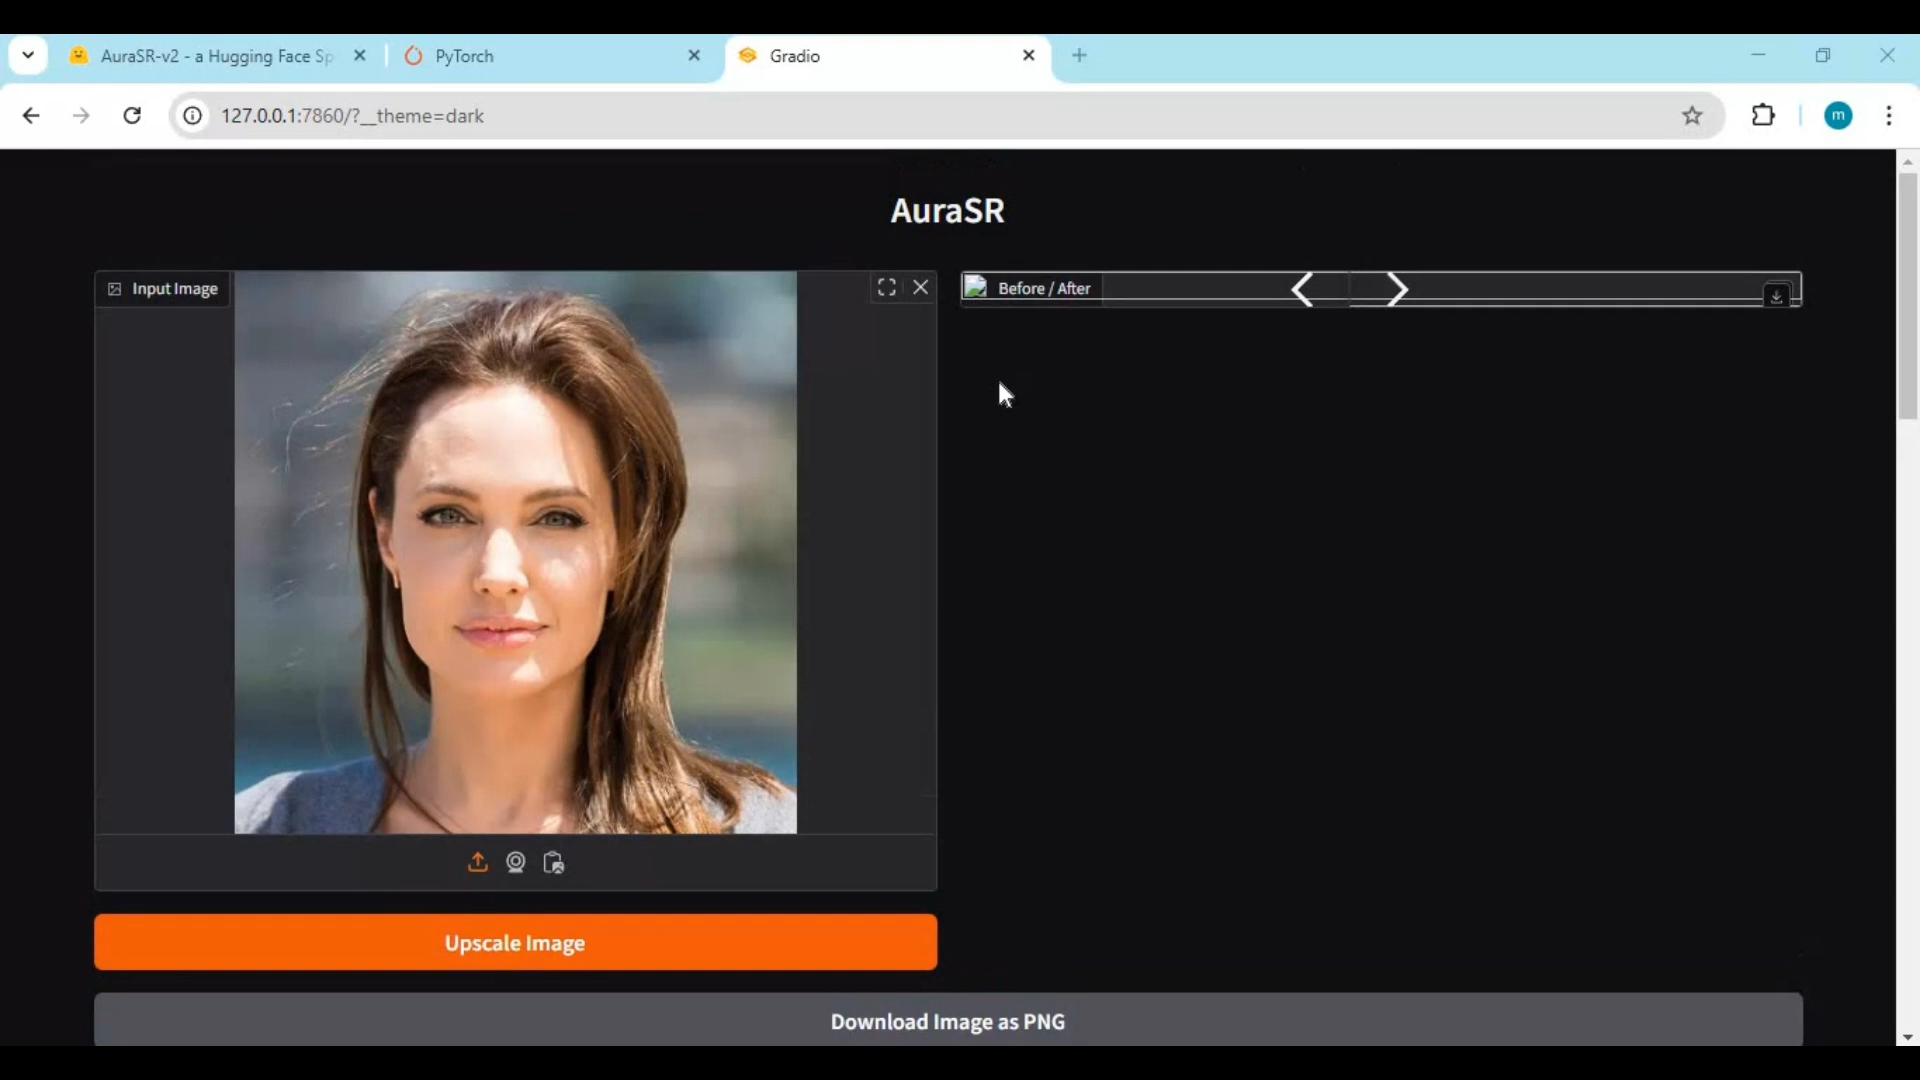 AuraSR-v2 - a Hugging Face Sp
PyTorch
Gradio
127.0.0.1:7860/?__theme=dark
m
AuraSR
Input Image
Before / After
Upscale Image
Download Image as PNG